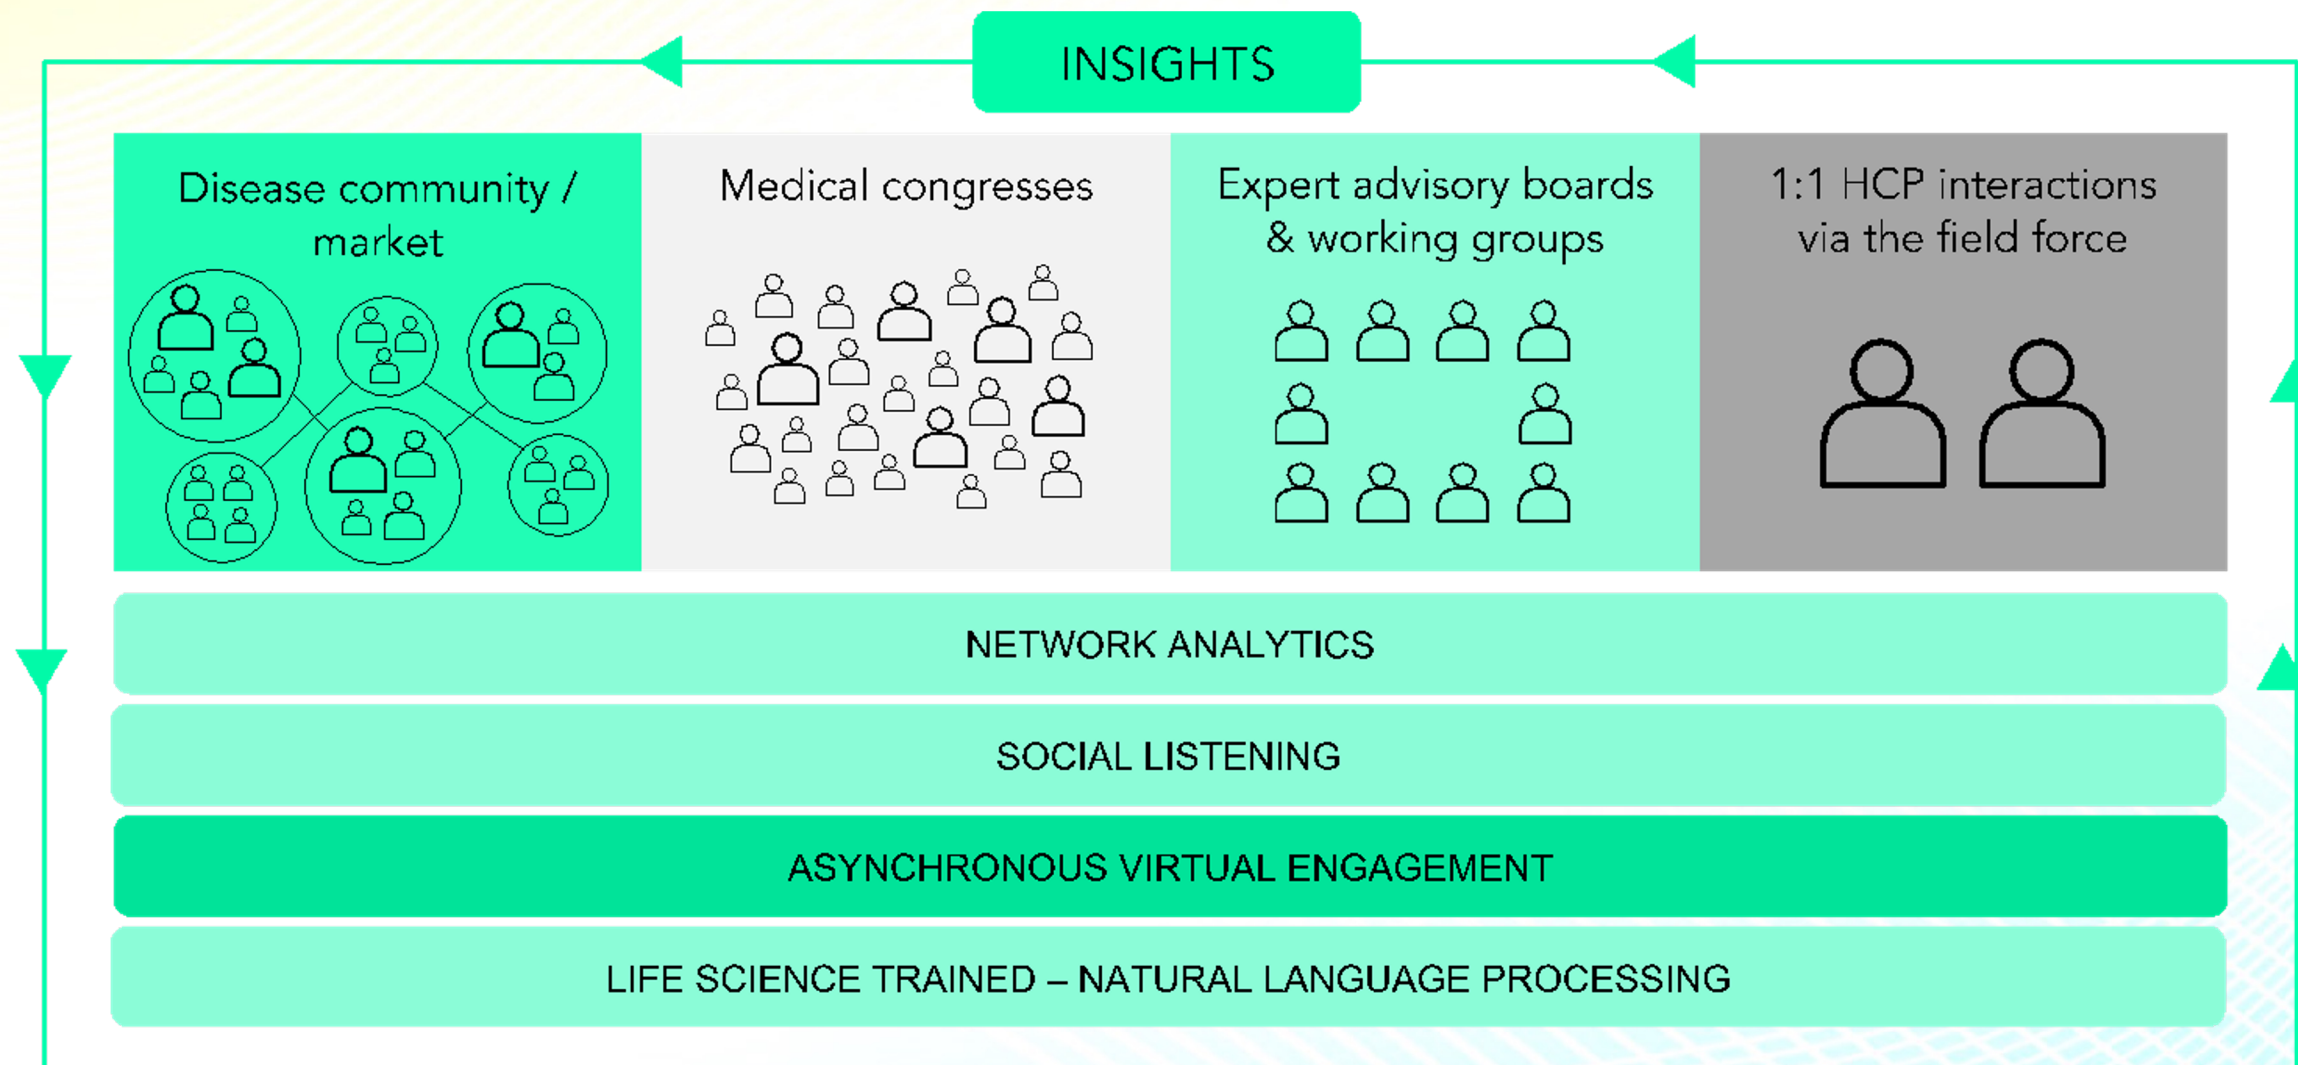 INSIGHTS
Disease community /
market
Medical congresses
Expert advisory boards
& working groups
1:1 HCP interactions
via the field force
NETWORK ANALYTICS
SOCIAL LISTENING
ASYNCHRONOUS VIRTUAL ENGAGEMENT
LIFE SCIENCE TRAINED – NATURAL LANGUAGE PROCESSING